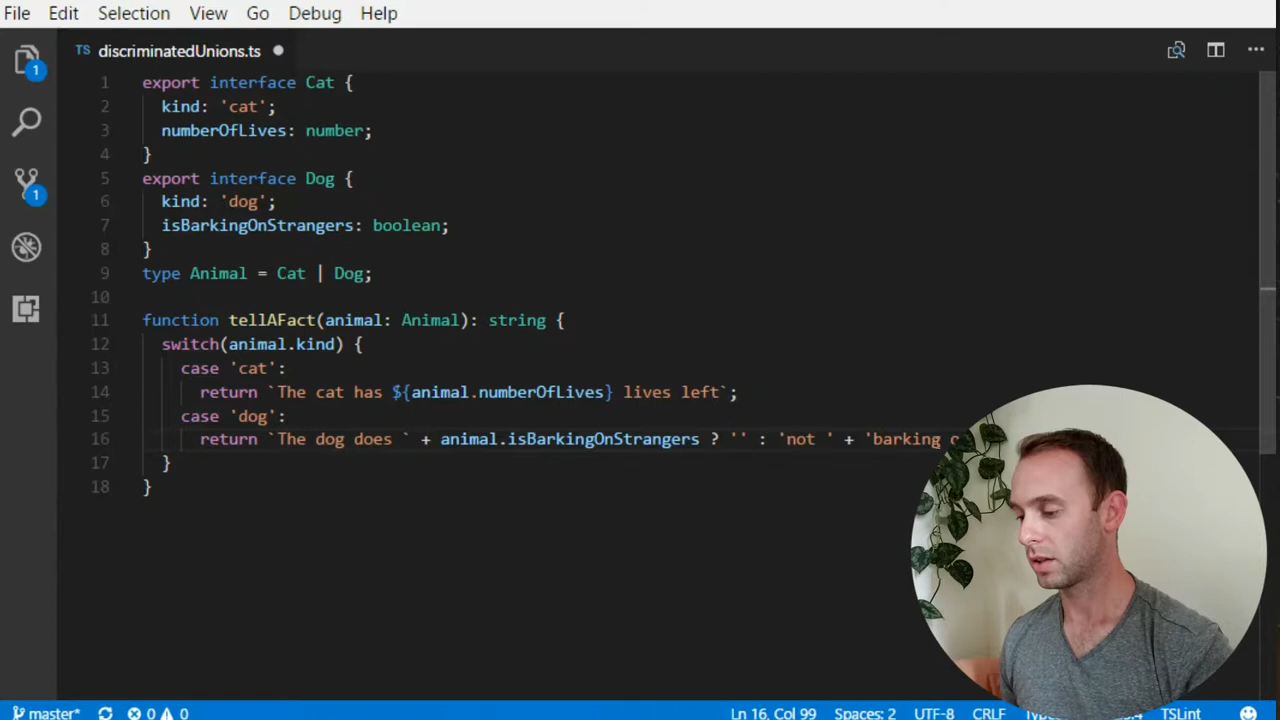 File Edit Selection View Go Debug Help
TS discriminatedUnions.ts
1 export interface Cat {
2 kind: 'cat';
3 numberOfLives: number;
4 }
5 export interface Dog {
6 kind: 'dog';
7 isBarkingOnStrangers: boolean;
8 }
9 type Animal = Cat | Dog;
10
11 function tellAFact(animal: Animal): string {
12 switch(animal.kind) {
13 case 'cat':
14 return `The cat has ${animal.numberOfLives} lives left`;
15 case 'dog':
16 return `The dog does ` + animal.isBarkingOnStrangers ? '' : 'not ' + 'barking
17 }
18 }
1
1
master* 0 0 Ln 16, Col 99 Spaces: 2 UTF-8 CRLF TSLint